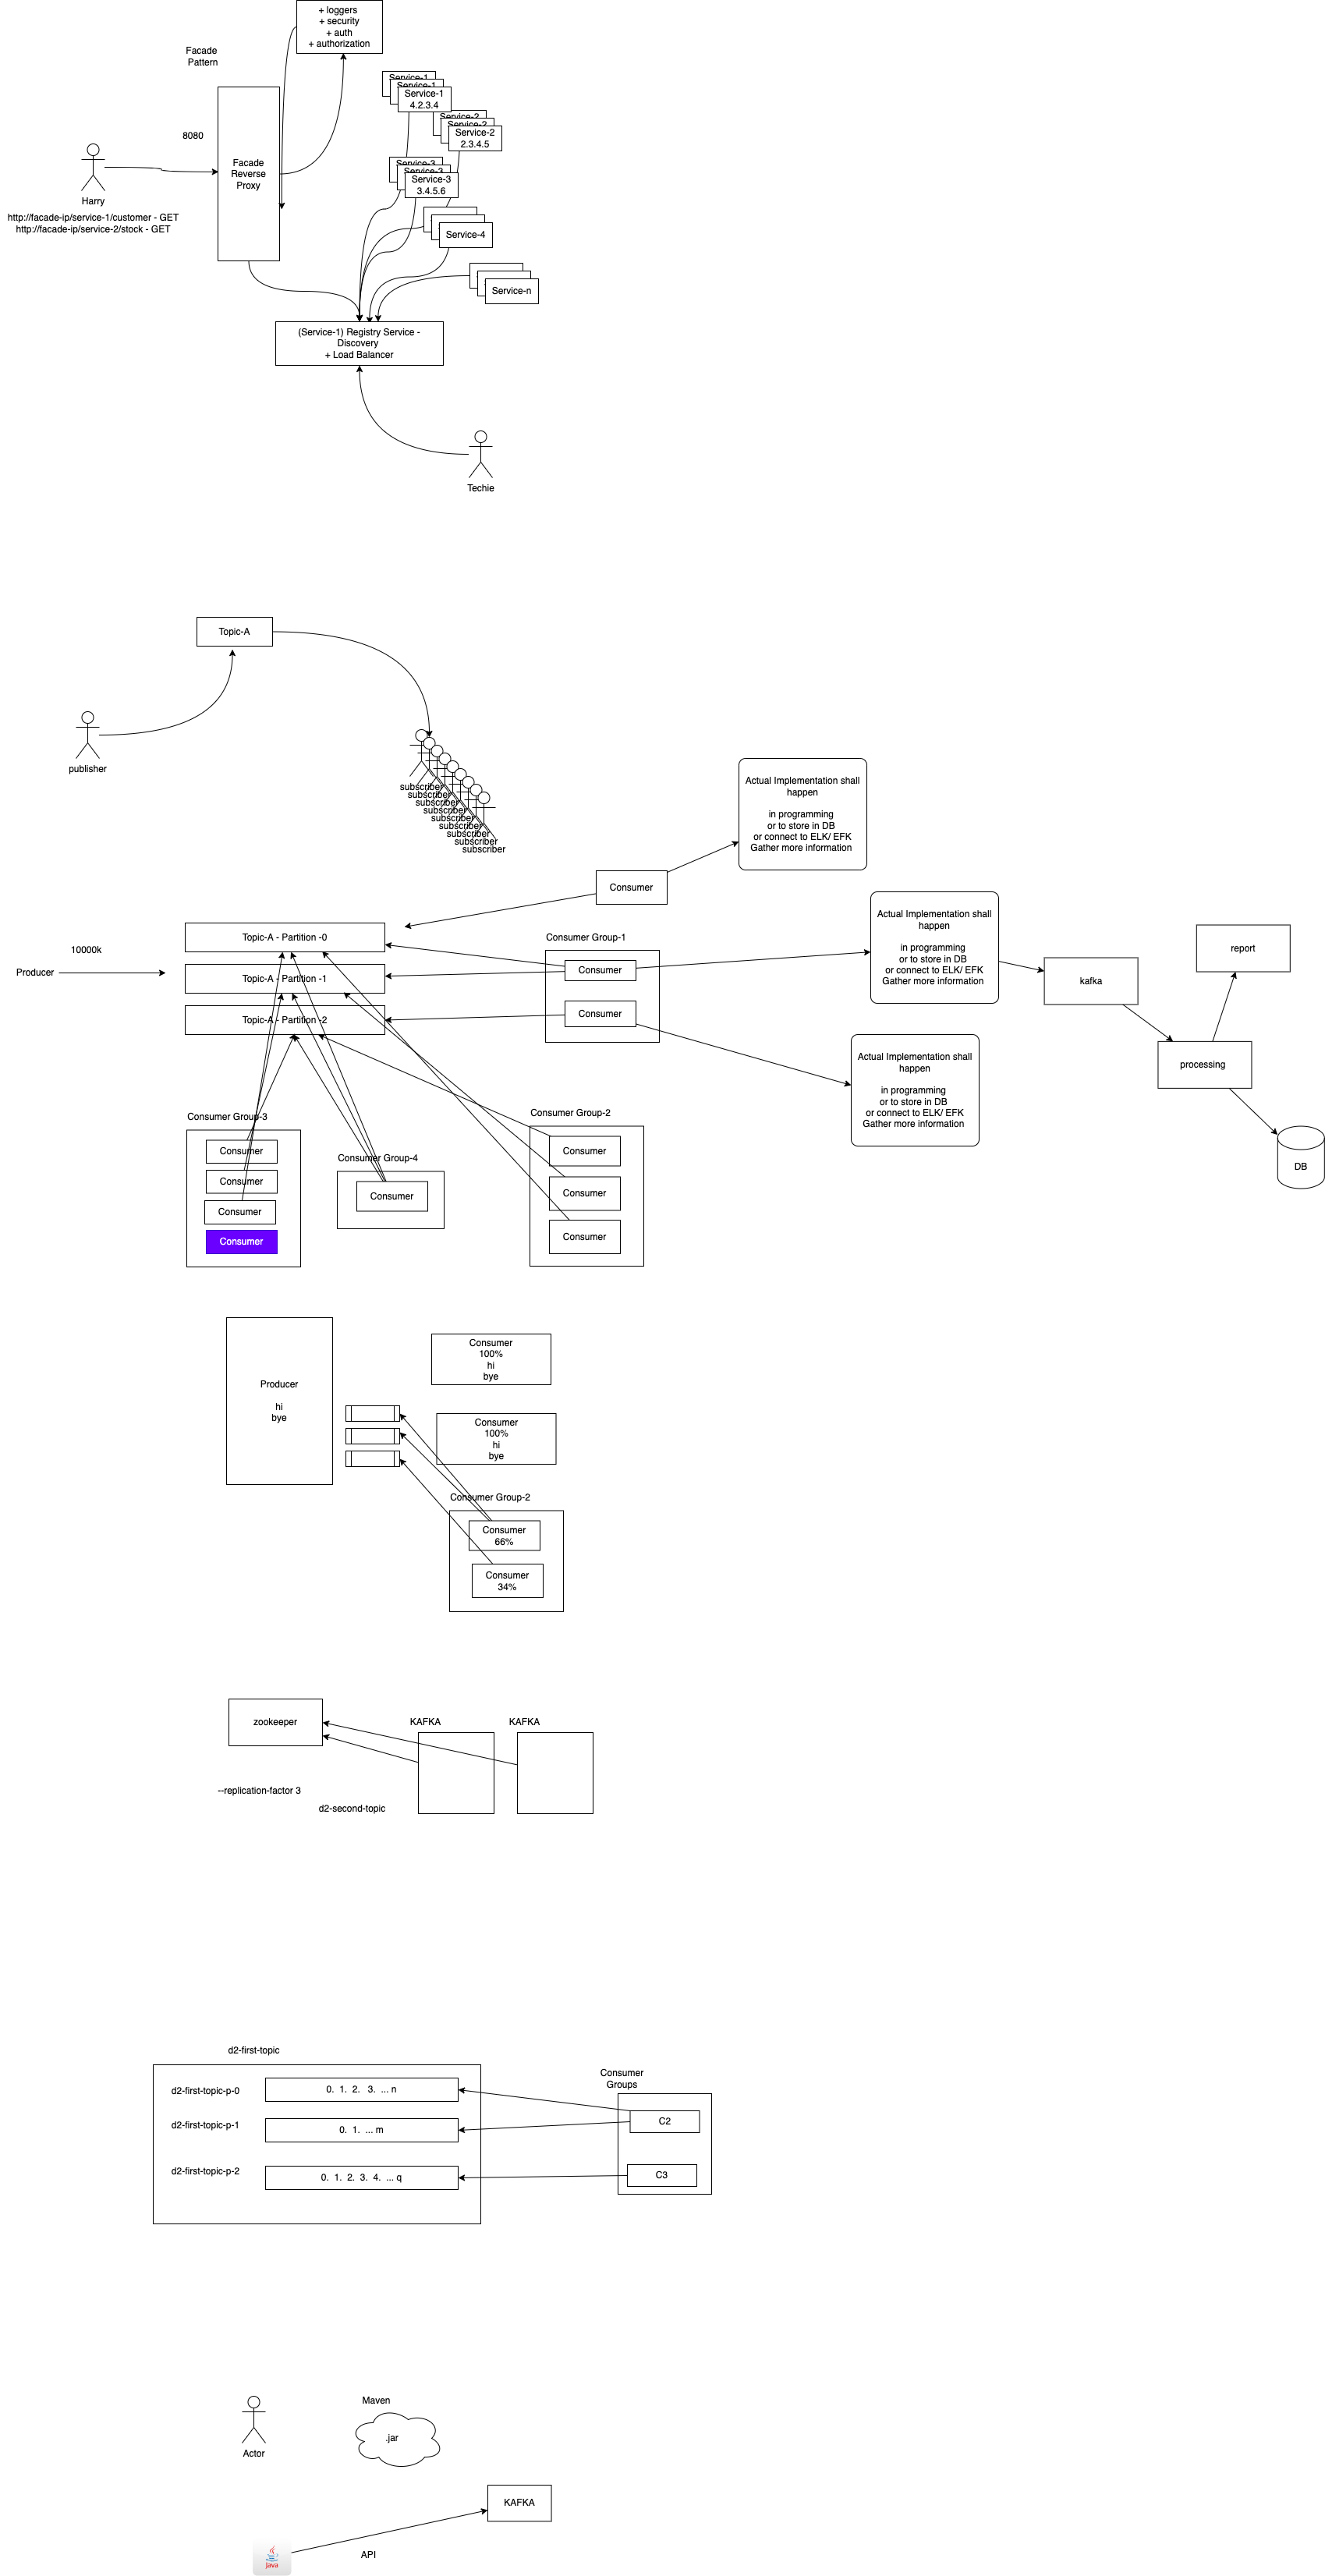 + loggers
+ security
+ auth
+ authorization
Facade
Pattern
Service-1
Service-1
Service-1
4.2.3.4
Service-2
Service-2
Service-2
2.3.4.5
8080
Facade
Reverse
Proxy
Service-3
Service-3
Service-3
3.4.5.6
Harry
http://facade-ip/service-1/customer - GET
http://facade-ip/service-2/stock - GET
Service-4
Service-n
(Service-1) Registry Service -
Discovery
+ Load Balancer
Techie
Topic-A
publisher
subscriber
subscriber
subscriber
subscriber
subscriber
subscriber
subscriber
subscriber
subscriber
Actual Implementation shall
happen
in programming
or to store in DB
or connect to ELK/ EFK
Gather more information
Consumer
Topic-A - Partition -0
Consumer Group-1
10000k
Producer
Topic-A - Partition -1
Consumer
Topic-A - Partition -2
Consumer
Actual Implementation shall
happen
in programming
or to store in DB
or connect to ELK/ EFK
Gather more information
kafka
report
processing
DB
Actual Implementation shall
happen
in programming
or to store in DB
or connect to ELK/ EFK
Gather more information
Consumer Group-3
Consumer
Consumer
Consumer
Consumer
Consumer Group-4
Consumer
Consumer Group-2
Consumer
Consumer
Consumer
Producer
hi
bye
Consumer
100%
hi
bye
Consumer
100%
hi
bye
Consumer Group-2
Consumer
66%
Consumer
34%
zookeeper
KAFKA
KAFKA
--replication-factor 3
d2-second-topic
d2-first-topic
d2-first-topic-p-0
0. 1. 2. 3. ... n
d2-first-topic-p-1
0. 1. ... m
d2-first-topic-p-2
0. 1. 2. 3. 4. ... q
Consumer
Groups
C2
C3
Actor
Maven
.jar
KAFKA
Java
API